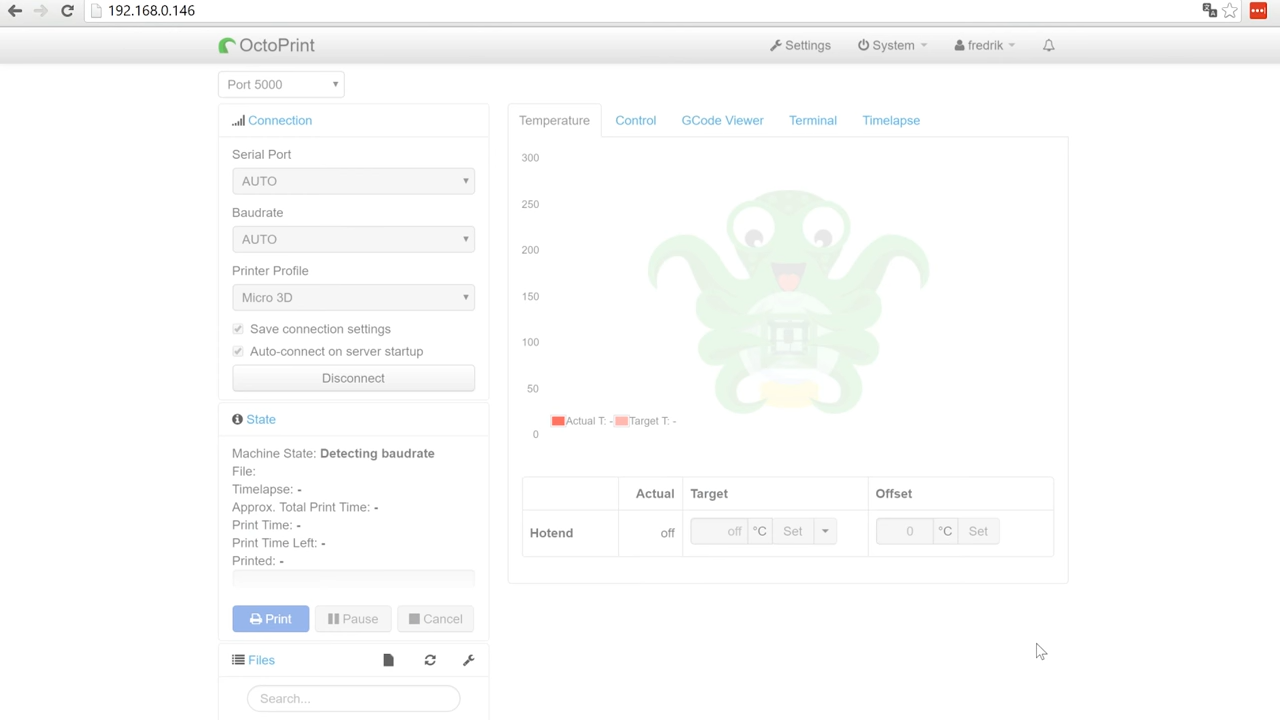 192.168.0.146
OctoPrint
Settings
System
fredrik
Port 5000
Connection
Serial Port
AUTO
Baudrate
AUTO
Printer Profile
Micro 3D
Save connection settings
Auto-connect on server startup
Disconnect
State
Machine State: Detecting baudrate
File:
Timelapse: -
Approx. Total Print Time: -
Print Time: -
Print Time Left: -
Printed: -
Print
Pause
Cancel
Files
Search...
Temperature
Control
GCode Viewer
Terminal
Timelapse
300
250
200
150
100
50
0
Actual T: - Target T: -
Actual Target Offset
Hotend off off °C Set 0 °C Set